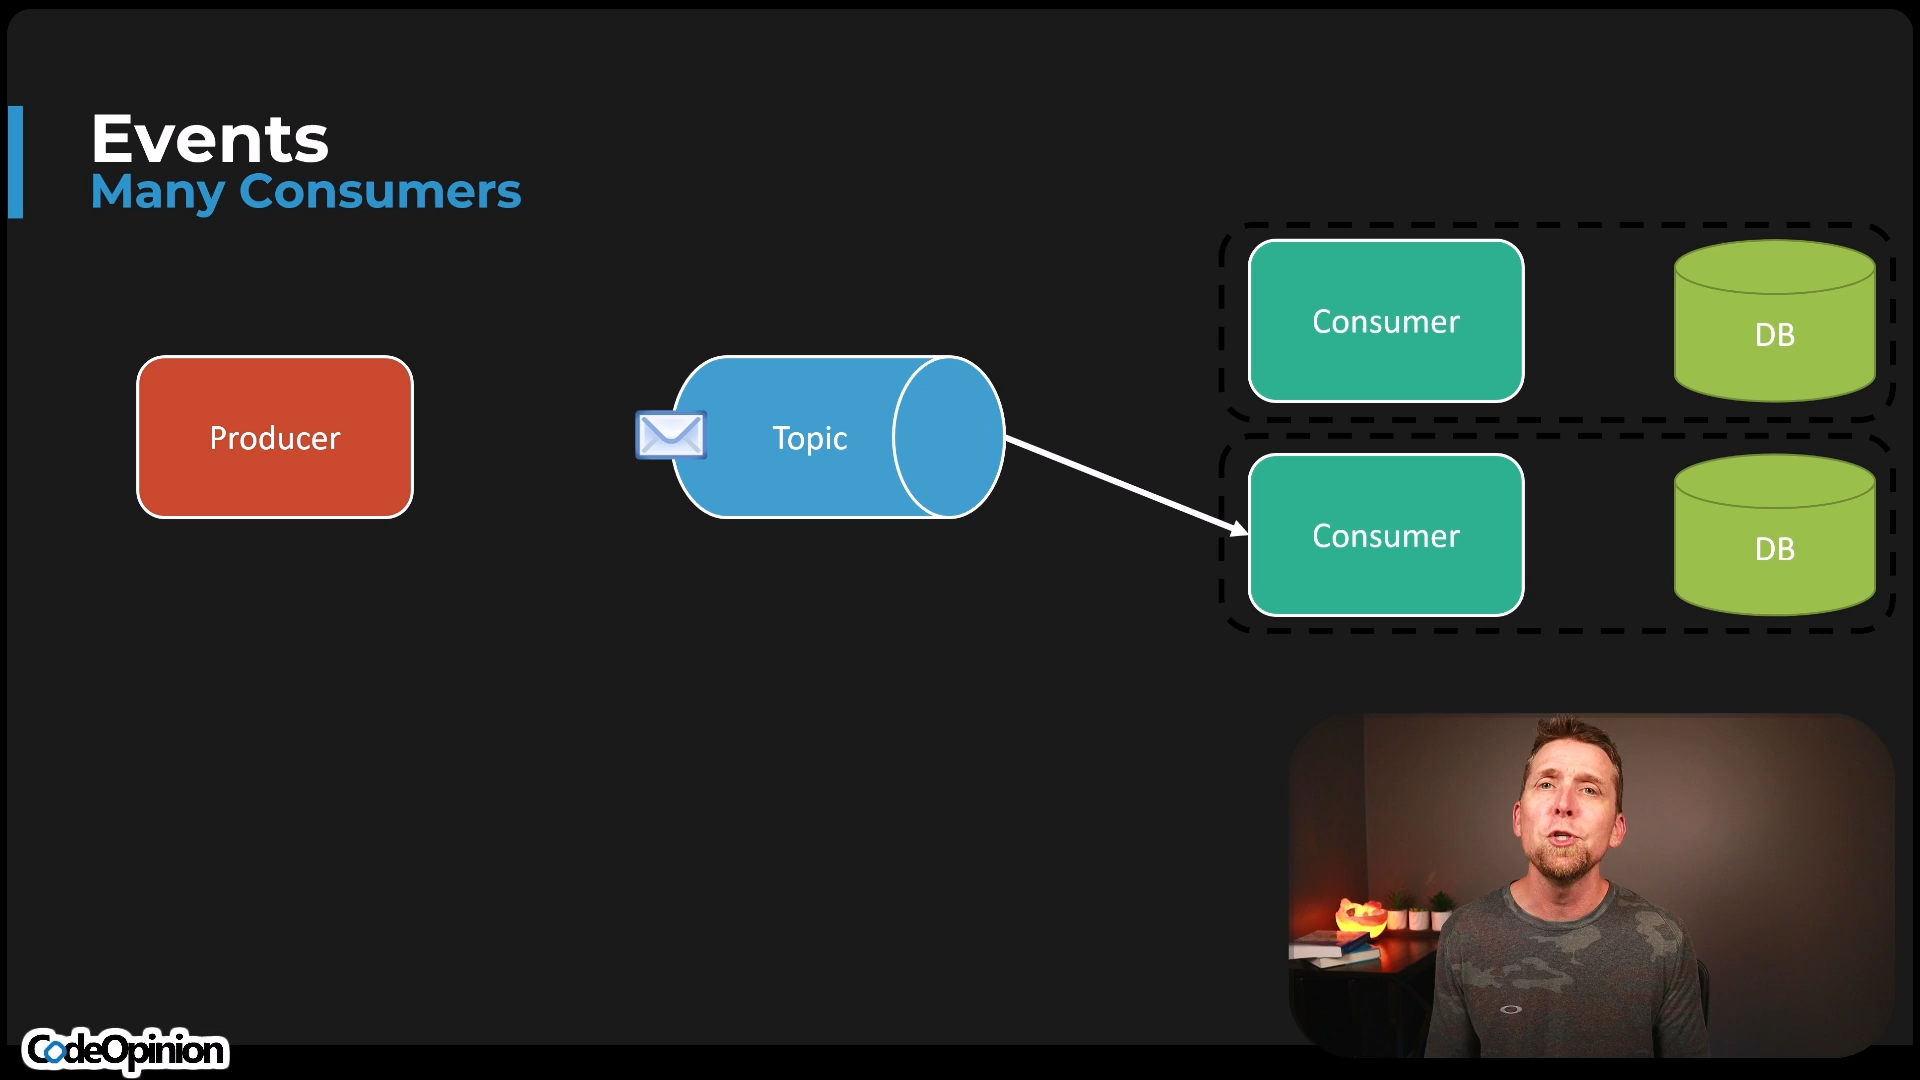 Events
Many Consumers
Consumer
DB
Producer
Topic
Consumer
DB
CodeOpinion